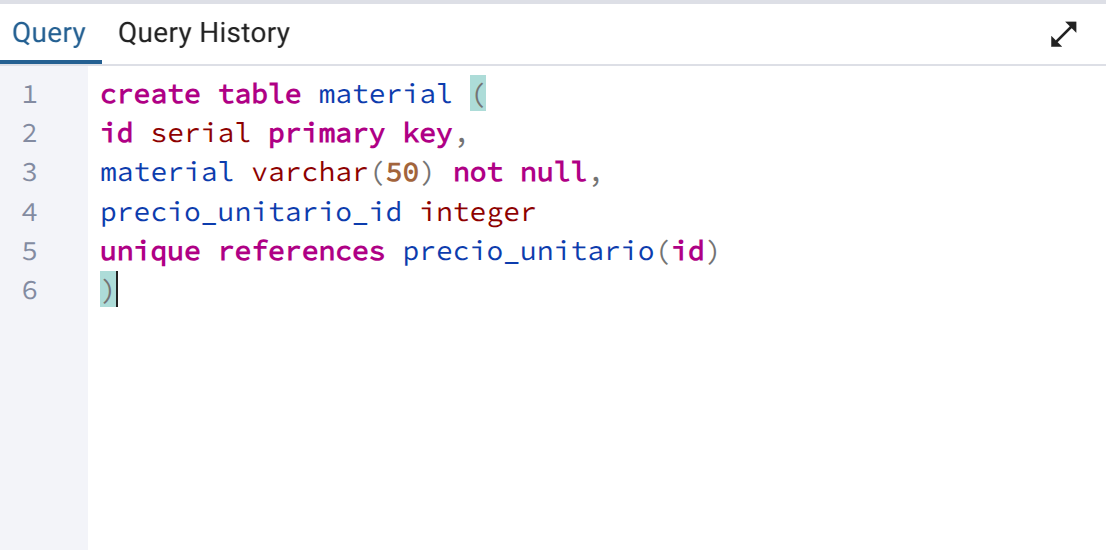 Query Query History
1 create table material (
2 id serial primary key,
3 material varchar(50) not null,
4 precio_unitario_id integer
5 unique references precio_unitario(id)
6 )